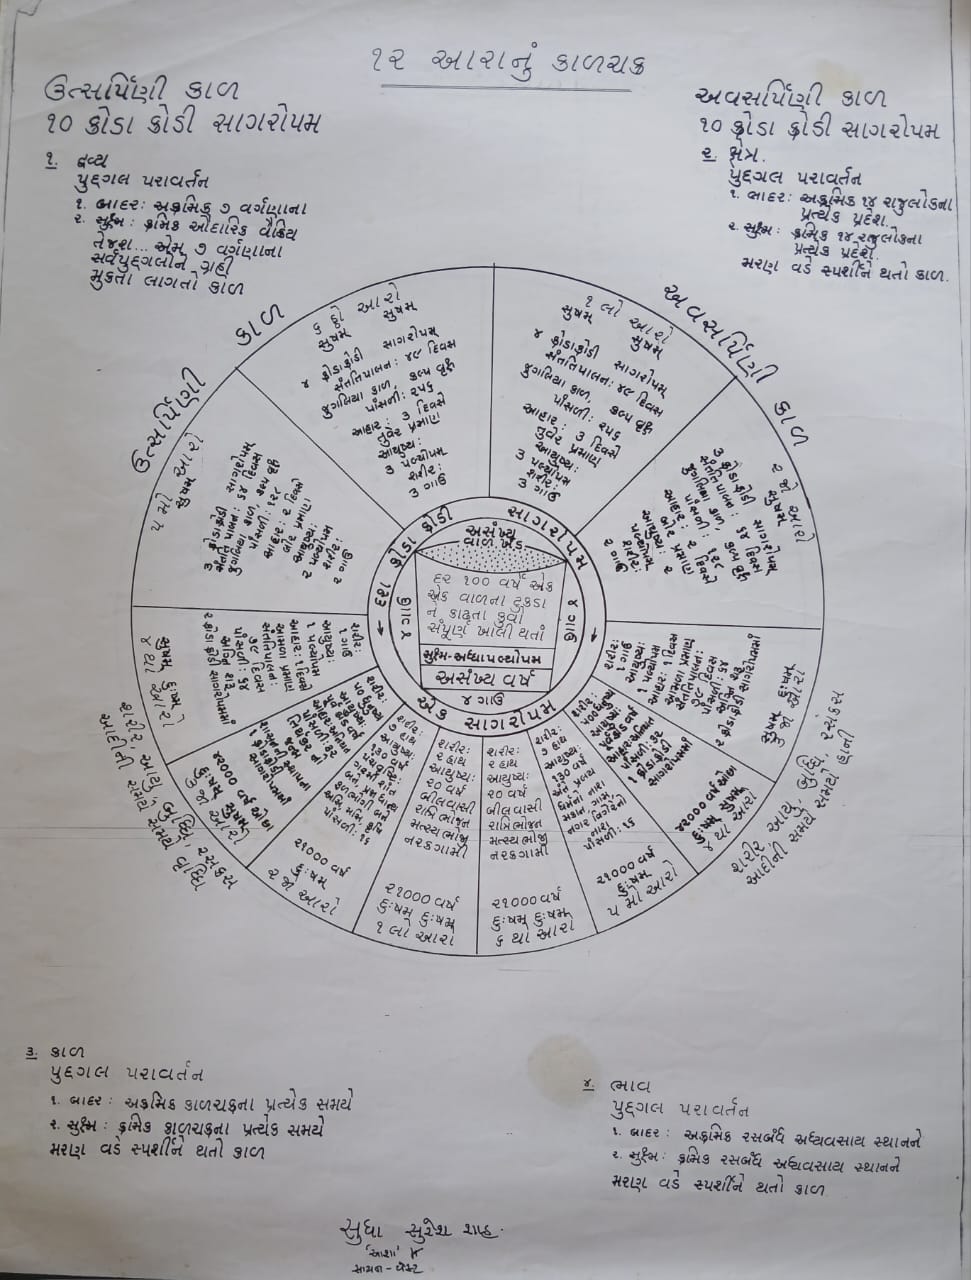 ૧૨ આરાનું કાળચક્ર
ઉત્સર્પિણી કાળ
૧૦ ક્રોડા ક્રોડી સાગરોપમ
૧. દ્રવ્ય
પુદ્ગલ પરાવર્તન
૧. બાદર: અક્રમિક ૭ વર્ગણાના
૨. સુક્ષ્મ: ક્રમિક ઔદારિક વૈક્રિય
તેજશ... એમ ૭ વર્ગણાના
સર્વપુદ્ગલોને ગ્રહી
મુકતા લાગતો કાળ
અવસર્પિણી કાળ
૧૦ ક્રોડા ક્રોડી સાગરોપમ
૨. ક્ષેત્ર.
પુદ્ગલ પરાવર્તન
૧. બાદર: અક્રમિક ૧૪ રાજુલોકના
પ્રત્યેક પ્રદેશ.
૨. સુક્ષ્મ: ક્રમિક ૧૪ રજુલોકના
પ્રત્યેક પ્રદેશે.
મરણ વડે સ્પર્શીને થતો કાળ.
ઉત્સર્પિણી કાળ
અવસર્પિણી કાળ
૧ લો આરો
સુષમ્ સુષમ્
૪ ક્રોડાક્રોડી સાગરોપમ્
સંતતિપાલન: ૪૯ દિવસ
જુગલિયા કાળ, કલ્પ વૃક્ષ
પાંસળી: ૨૫૬
આહાર: ૩ દિવસે
તુવેર પ્રમાણ
આયુષ્ય:
૩ પલ્યોપમ
શરીર:
૩ ગાઉ
૨ જો આરો
સુષમ્
૩ ક્રોડાક્રોડી સાગરોપમ્
સંતતિપાલન: ૬૪ દિવસ
જુગલિયા કાળ, કલ્પ વૃક્ષ
પાંસળી: ૧૨૮
આહાર: ૨ દિવસે
બોર પ્રમાણ
આયુષ્ય:
૨ પલ્યોપમ
શરીર:
૨ ગાઉ
સુષમ દુ:ષમ
૩ જો આરો
૨ ક્રોડાક્રોડી સાગરોપમમાં
પાંસળી: ૬૪
૭૯ દિવસ
સંતતિપાલન:
આમળા પ્રમાણ
આહાર: ૧ દિવસે
૧ પલ્યોપમ
આયુષ્ય:
૧ ગાઉ
શરીર:
શરીર:
૫૦૦ ધનુષ્ય
આયુષ્ય:
પૂર્વ ક્રોડ વર્ષ
આહાર-અનિયત
પાંસળી: ૩૨
૧ ક્રોડાક્રોડી
સાગરોપમમાં
૪૨૦૦૦ વર્ષ ઓછા
દુ:ષમ સુષમ્
૪ થો આરો
શરીર:
૭ હાથ
આયુષ્ય:
૧૩૦ વર્ષ
અંતે પ્રલય
ધર્મનો નાશ
નગર વિગેરેનો
નાશ
પાંસળી: ૧૬
૨૧૦૦૦ વર્ષ
દુ:ષમ્
૫ મો આરો
શરીર:
૨ હાથ
આયુષ્ય:
૨૦ વર્ષ
બીલવાસી
રાત્રિ ભોજન
મત્સ્ય ભોજી
નરકગામી
૨૧૦૦૦ વર્ષ
દુ:ષમ્ દુ:ષમ્
૬ થો આરો
શરીર:
૨ હાથ
આયુષ્ય:
૨૦ વર્ષ
બીલવાસી
રાત્રિ ભોજન
મત્સ્ય ભોજી
નરકગામી
૨૧૦૦૦ વર્ષ
દુ:ષમ્ દુ:ષમ્
૧ લો આરો
શરીર:
૭ હાથ
આયુષ્ય:
૧૩૦ વર્ષ
પાંસળી: ૧૬
૨૧૦૦૦ વર્ષ
દુ:ષમ્
૨ જો આરો
શરીર:
૫૦૦ ધનુષ્ય
આયુષ્ય:
પૂર્વ ક્રોડ વર્ષ
આહાર-અનિયત
પાંસળી: ૩૨
૧ ક્રોડાક્રોડી
સાગરોપમમાં
૪૨૦૦૦ વર્ષ ઓછા
દુ:ષમ સુષમ્
૩ જો આરો
શરીર:
૧ ગાઉ
આયુષ્ય:
૧ પલ્યોપમ
આહાર: ૧ દિવસે
આમળા પ્રમાણ
સંતતિપાલન:
૭૯ દિવસ
પાંસળી: ૬૪
૨ ક્રોડા ક્રોડી સાગરોપમમાં
સુષમ દુ:ષમ
૪ થો આરો
૫ મો આરો
સુષમ્
૩ ક્રોડાક્રોડી સાગરોપમ્
સંતતિપાલન: ૬૪ દિવસ
જુગલિયા કાળ, કલ્પ વૃક્ષ
પાંસળી: ૧૨૮
આહાર: ૨ દિવસે
બોર પ્રમાણ
આયુષ્ય:
૨ પલ્યોપમ
શરીર:
૨ ગાઉ
૬ ઠ્ઠો આરો
સુષમ્ સુષમ્
૪ ક્રોડાક્રોડી સાગરોપમ્
સંતતિપાલન: ૪૯ દિવસ
જુગલિયા કાળ, કલ્પ વૃક્ષ
પાંસળી: ૨૫૬
આહાર: ૩ દિવસે
તુવેર પ્રમાણ
આયુષ્ય:
૩ પલ્યોપમ
શરીર:
૩ ગાઉ
દશ ક્રોડા ક્રોડી સાગરોપમ
એક સાગરોપમ
અસંખ્ય
વાળ ખંડ
દર ૧૦૦ વર્ષે એક
એક વાળના ટુકડા
ને કાઢતા કુવો
સંપૂર્ણ ખાલી થતાં
સુક્ષ્મ-અધ્ધાપલ્યોપમ
અસંખ્ય વર્ષ
૪ ગાઉ
૪ ગાઉ
૪ ગાઉ
શરીર, આયુ, બુધ્ધિ, રસકસ
આદીની સમયે સમયે વૃધ્ધિ
શરીર આયુ, બુધ્ધિ, રસકસ
આદીની સમયે સમયે હાની
૩. કાળ
પુદ્ગલ પરાવર્તન
૧. બાદર: અક્રમિક કાળચક્રના પ્રત્યેક સમયે
૨. સુક્ષ્મ: ક્રમિક કાળચક્રના પ્રત્યેક સમયે
મરણ વડે સ્પર્શીને થતો કાળ
૪. ભાવ
પુદ્ગલ પરાવર્તન
૧. બાદર: અક્રમિક રસબંધ અધ્યવસાય સ્થાનને
૨. સુક્ષ્મ: ક્રમિક રસબંધ અધ્યવસાય સ્થાનને
મરણ વડે સ્પર્શીને થતો કાળ
સુધા સુરેશ શાહ.
'આશા'
સાયન - વેસ્ટ